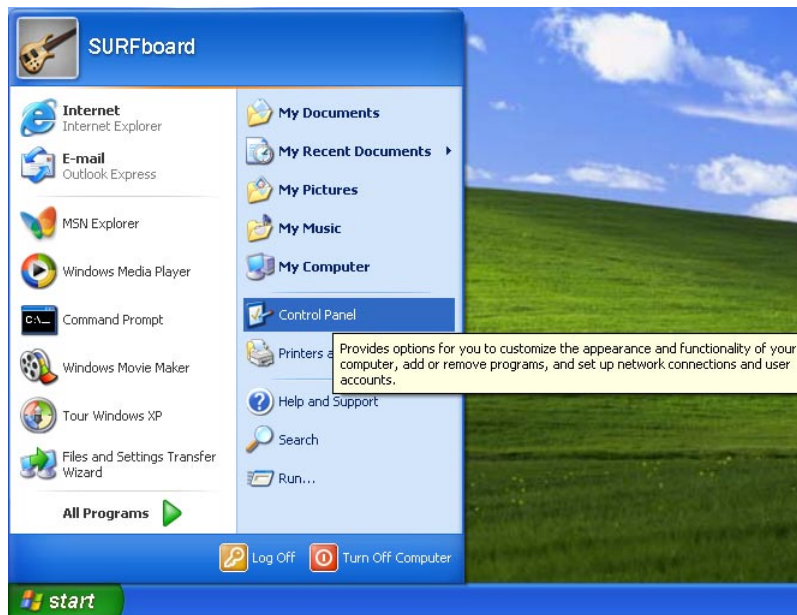 SURFboard
Internet
Internet Explorer
E-mail
Outlook Express
MSN Explorer
Windows Media Player
C:\_
Command Prompt
Windows Movie Maker
Tour Windows XP
Files and Settings Transfer
Wizard
All Programs
My Documents
My Recent Documents
My Pictures
My Music
My Computer
Control Panel
Printers a
Provides options for you to customize the appearance and functionality of your
computer, add or remove programs, and set up network connections and user
accounts.
Help and Support
Search
Run...
Log Off
Turn Off Computer
start